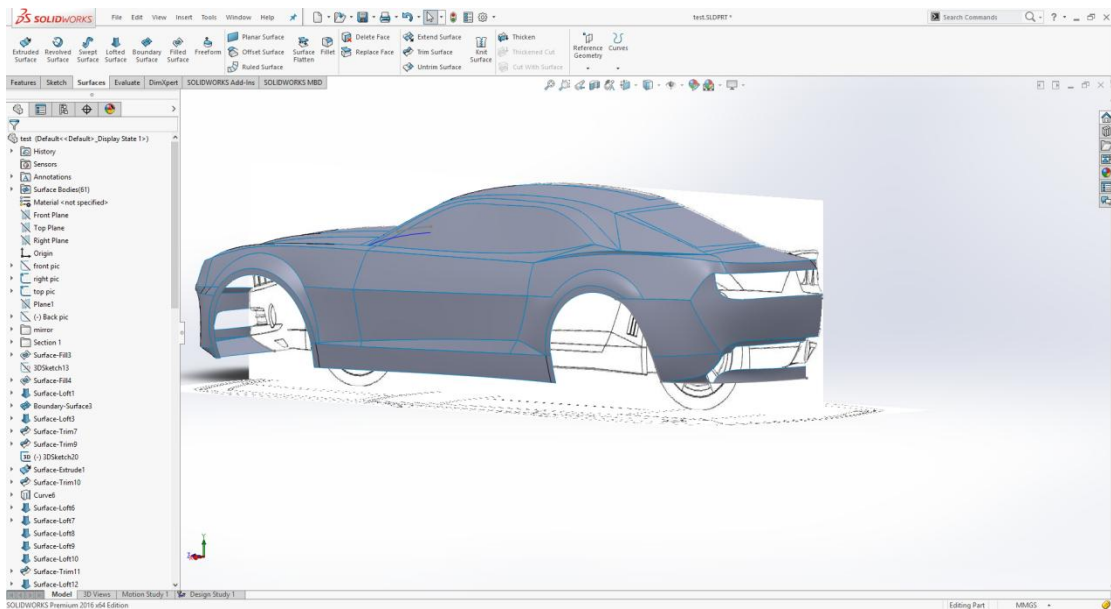 SOLIDWORKS File Edit View Insert Tools Window Help test.SLDPRT * Search Commands
Extruded Surface
Revolved Surface
Swept Surface
Lofted Surface
Boundary Surface
Filled Surface
Freeform
Planar Surface
Offset Surface
Ruled Surface
Surface Flatten
Fillet
Delete Face
Replace Face
Extend Surface
Trim Surface
Untrim Surface
Knit Surface
Thicken
Thickened Cut
Cut With Surface
Reference Geometry
Curves
Features Sketch Surfaces Evaluate DimXpert SOLIDWORKS Add-Ins SOLIDWORKS MBD
test (Default<<Default>_Display State 1>)
History
Sensors
Annotations
Surface Bodies(61)
Material <not specified>
Front Plane
Top Plane
Right Plane
Origin
front pic
right pic
top pic
Plane1
(-) Back pic
mirror
Section 1
Surface-Fill3
3DSketch13
Surface-Fill4
Surface-Loft1
Boundary-Surface3
Surface-Loft3
Surface-Trim7
Surface-Trim9
3D (-) 3DSketch20
Surface-Extrude1
Surface-Trim10
Curve6
Surface-Loft6
Surface-Loft7
Surface-Loft8
Surface-Loft9
Surface-Loft10
Surface-Trim11
Surface-Loft12
Y
Model 3D Views Motion Study 1 Design Study 1
SOLIDWORKS Premium 2016 x64 Edition Editing Part MMGS